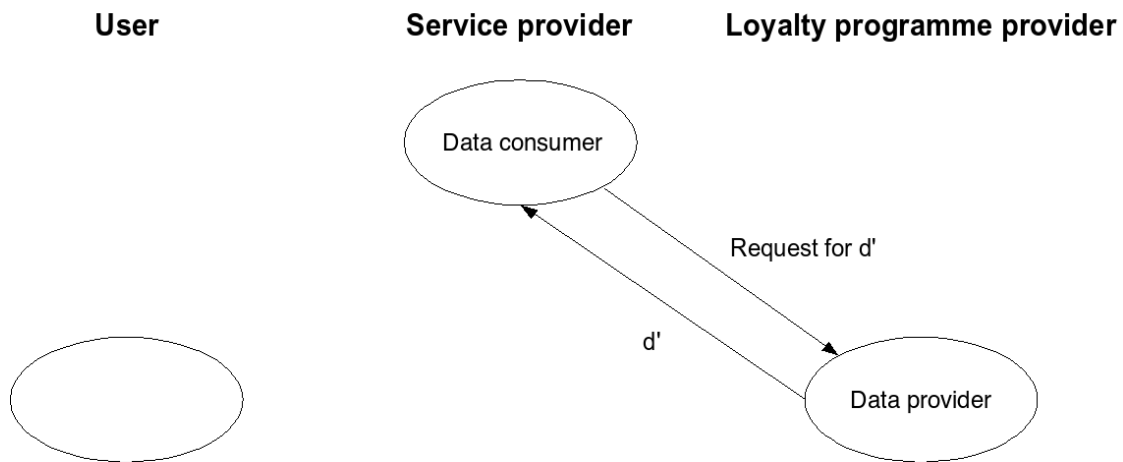 User
Service provider
Loyalty programme provider
Data consumer
Request for d'
d'
Data provider